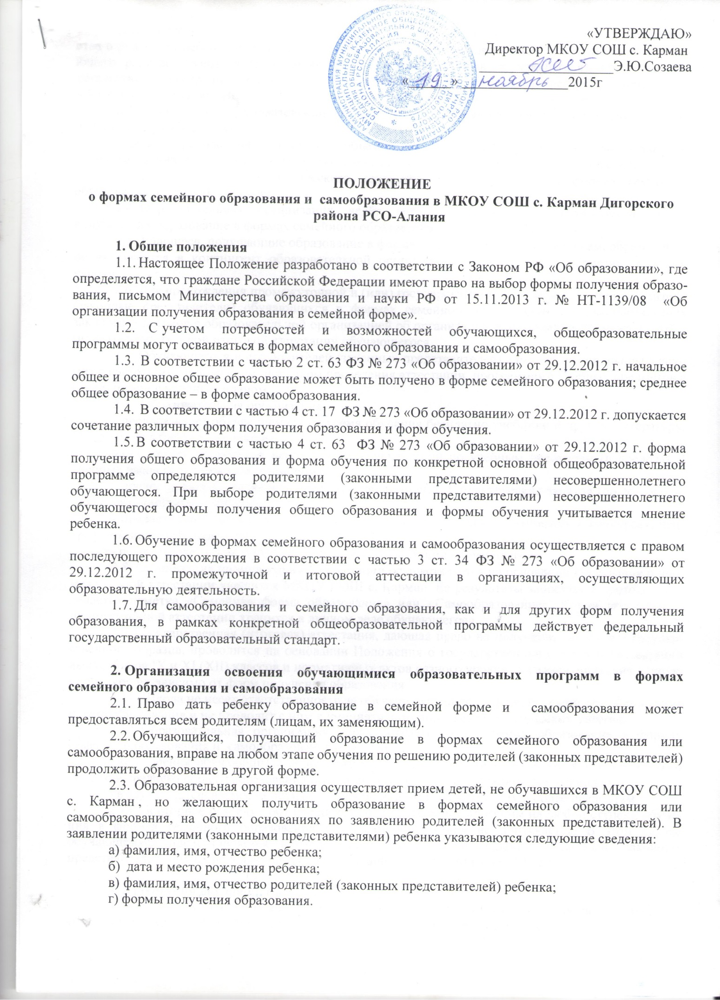 «УТВЕРЖДАЮ»
Директор МКОУ СОШ с. Карман
Э.Ю.Созаева
« 19 » ноябрь 2015г
ПОЛОЖЕНИЕ
о формах семейного образования и самообразования в МКОУ СОШ с. Карман Дигорского
района РСО-Алания
1. Общие положения
1.1. Настоящее Положение разработано в соответствии с Законом РФ «Об образовании», где
определяется, что граждане Российской Федерации имеют право на выбор формы получения образо-
вания, письмом Министерства образования и науки РФ от 15.11.2013 г. № НТ-1139/08 «Об
организации получения образования в семейной форме».
1.2. С учетом потребностей и возможностей обучающихся, общеобразовательные
программы могут осваиваться в формах семейного образования и самообразования.
1.3. В соответствии с частью 2 ст. 63 ФЗ № 273 «Об образовании» от 29.12.2012 г. начальное
общее и основное общее образование может быть получено в форме семейного образования; среднее
общее образование – в форме самообразования.
1.4. В соответствии с частью 4 ст. 17 ФЗ № 273 «Об образовании» от 29.12.2012 г. допускается
сочетание различных форм получения образования и форм обучения.
1.5. В соответствии с частью 4 ст. 63 ФЗ № 273 «Об образовании» от 29.12.2012 г. форма
получения общего образования и форма обучения по конкретной основной общеобразовательной
программе определяются родителями (законными представителями) несовершеннолетнего
обучающегося. При выборе родителями (законными представителями) несовершеннолетнего
обучающегося формы получения общего образования и формы обучения учитывается мнение
ребенка.
1.6. Обучение в формах семейного образования и самообразования осуществляется с правом
последующего прохождения в соответствии с частью 3 ст. 34 ФЗ № 273 «Об образовании» от
29.12.2012 г. промежуточной и итоговой аттестации в организациях, осуществляющих
образовательную деятельность.
1.7. Для самообразования и семейного образования, как и для других форм получения
образования, в рамках конкретной общеобразовательной программы действует федеральный
государственный образовательный стандарт.
2. Организация освоения обучающимися образовательных программ в формах
семейного образования и самообразования
2.1. Право дать ребенку образование в семейной форме и самообразования может
предоставляться всем родителям (лицам, их заменяющим).
2.2. Обучающийся, получающий образование в формах семейного образования или
самообразования, вправе на любом этапе обучения по решению родителей (законных представителей)
продолжить образование в другой форме.
2.3. Образовательная организация осуществляет прием детей, не обучавшихся в МКОУ СОШ
с. Карман , но желающих получить образование в формах семейного образования или
самообразования, на общих основаниях по заявлению родителей (законных представителей). В
заявлении родителями (законными представителями) ребенка указываются следующие сведения:
а) фамилия, имя, отчество ребенка;
б) дата и место рождения ребенка;
в) фамилия, имя, отчество родителей (законных представителей) ребенка;
г) формы получения образования.